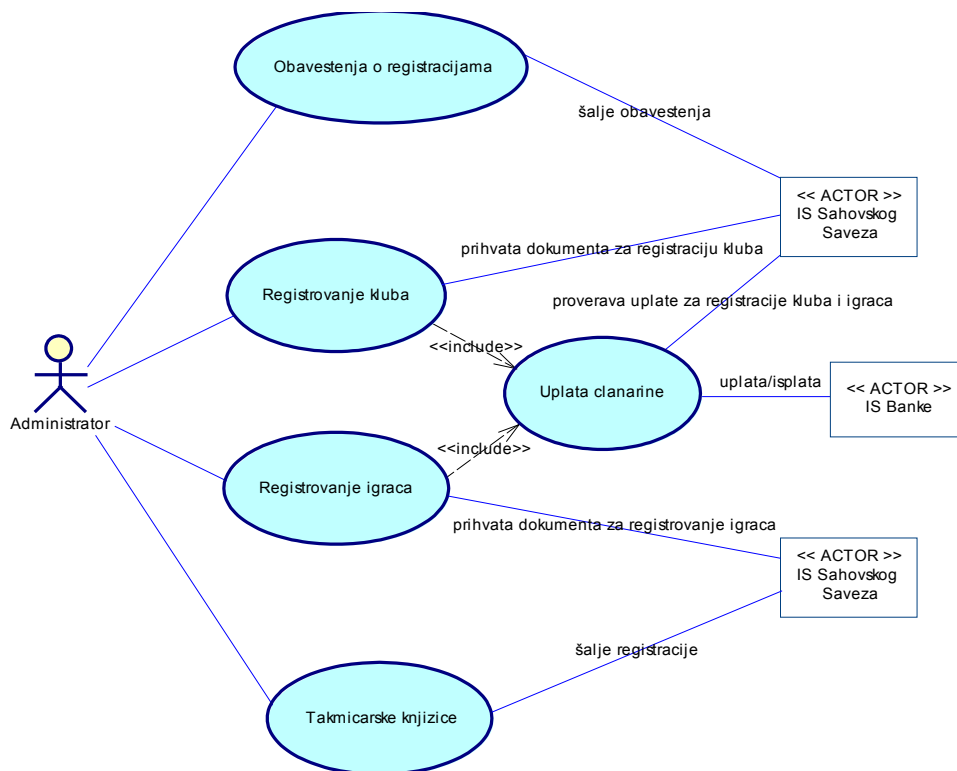 Obavestenja o registracijama
šalje obavestenja
<< ACTOR >>
IS Sahovskog
Saveza
prihvata dokumenta za registraciju kluba
Registrovanje kluba
proverava uplate za registracije kluba i igraca
<<include>>
Uplata clanarine
uplata/isplata
<< ACTOR >>
IS Banke
Administrator
<<include>>
Registrovanje igraca
prihvata dokumenta za registrovanje igraca
<< ACTOR >>
IS Sahovskog
Saveza
šalje registracije
Takmicarske knjizice